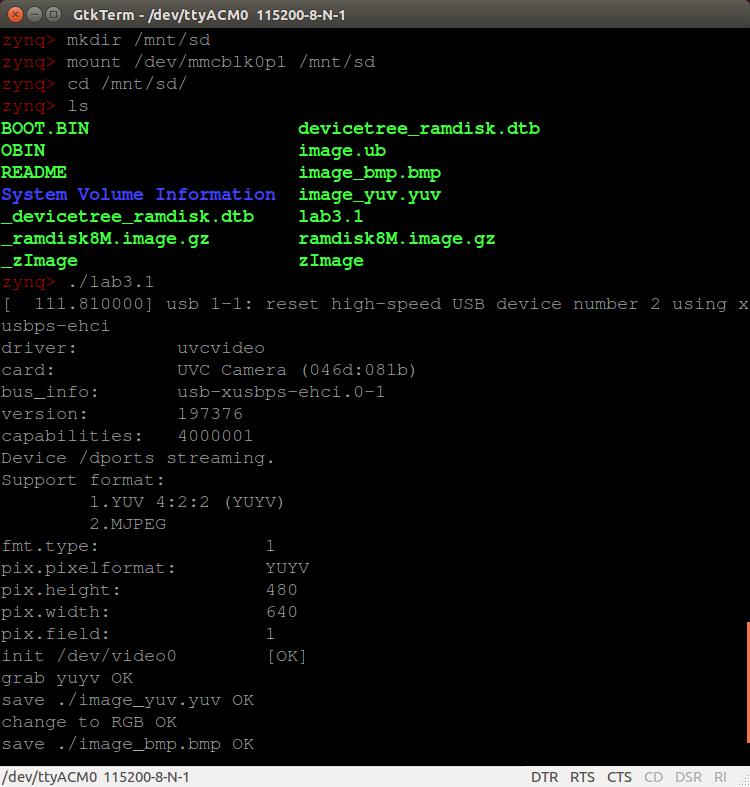 GtkTerm - /dev/ttyACM0 115200-8-N-1
zynq> mkdir /mnt/sd
zynq> mount /dev/mmcblk0p1 /mnt/sd
zynq> cd /mnt/sd/
zynq> ls
BOOT.BIN                   devicetree_ramdisk.dtb
OBIN                       image.ub
README                     image_bmp.bmp
System Volume Information  image_yuv.yuv
_devicetree_ramdisk.dtb    lab3.1
_ramdisk8M.image.gz        ramdisk8M.image.gz
_zImage                    zImage
zynq> ./lab3.1
[  111.810000] usb 1-1: reset high-speed USB device number 2 using x
usbps-ehci
driver:         uvcvideo
card:           UVC Camera (046d:081b)
bus_info:       usb-xusbps-ehci.0-1
version:        197376
capabilities:   4000001
Device /dports streaming.
Support format:
        1.YUV 4:2:2 (YUYV)
        2.MJPEG
fmt.type:               1
pix.pixelformat:        YUYV
pix.height:             480
pix.width:              640
pix.field:              1
init /dev/video0        [OK]
grab yuyv OK
save ./image_yuv.yuv OK
change to RGB OK
save ./image_bmp.bmp OK
/dev/ttyACM0 115200-8-N-1 DTR RTS CTS CD DSR RI